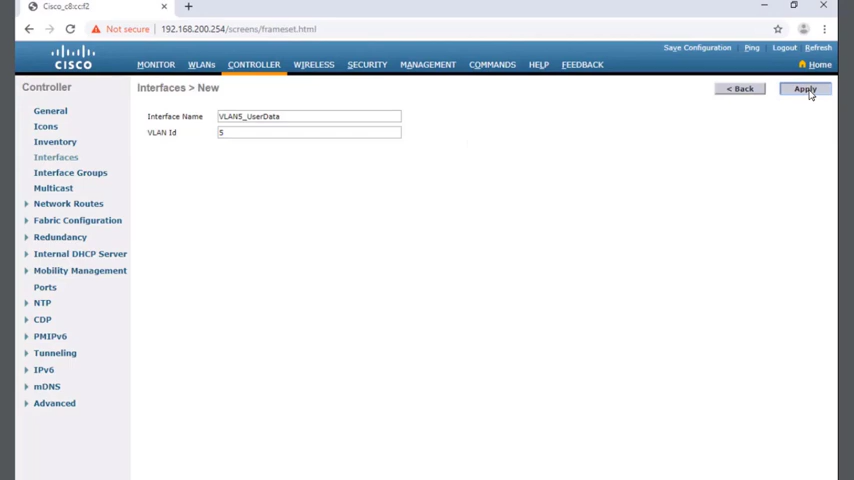 Cisco_c8:cc:f2
Not secure 192.168.200.254/screens/frameset.html
Save Configuration Ping Logout Refresh
CISCO MONITOR WLANs CONTROLLER WIRELESS SECURITY MANAGEMENT COMMANDS HELP FEEDBACK Home
Controller Interfaces > New < Back Apply
General
Interface Name VLAN5_UserData
Icons
VLAN Id 5
Inventory
Interfaces
Interface Groups
Multicast
Network Routes
Fabric Configuration
Redundancy
Internal DHCP Server
Mobility Management
Ports
NTP
CDP
PMIPv6
Tunneling
IPv6
mDNS
Advanced